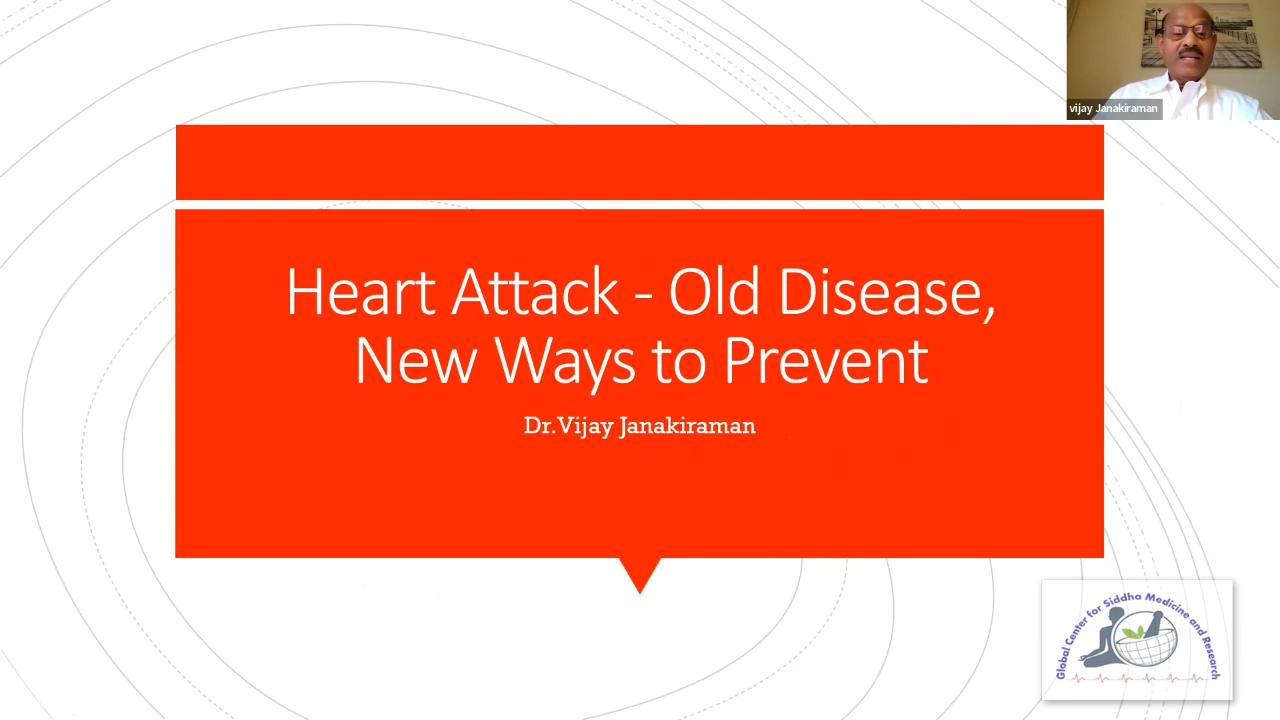 vijay Janakiraman
Heart Attack - Old Disease,
New Ways to Prevent
Dr.Vijay Janakiraman
Global Center for Siddha Medicine and Research